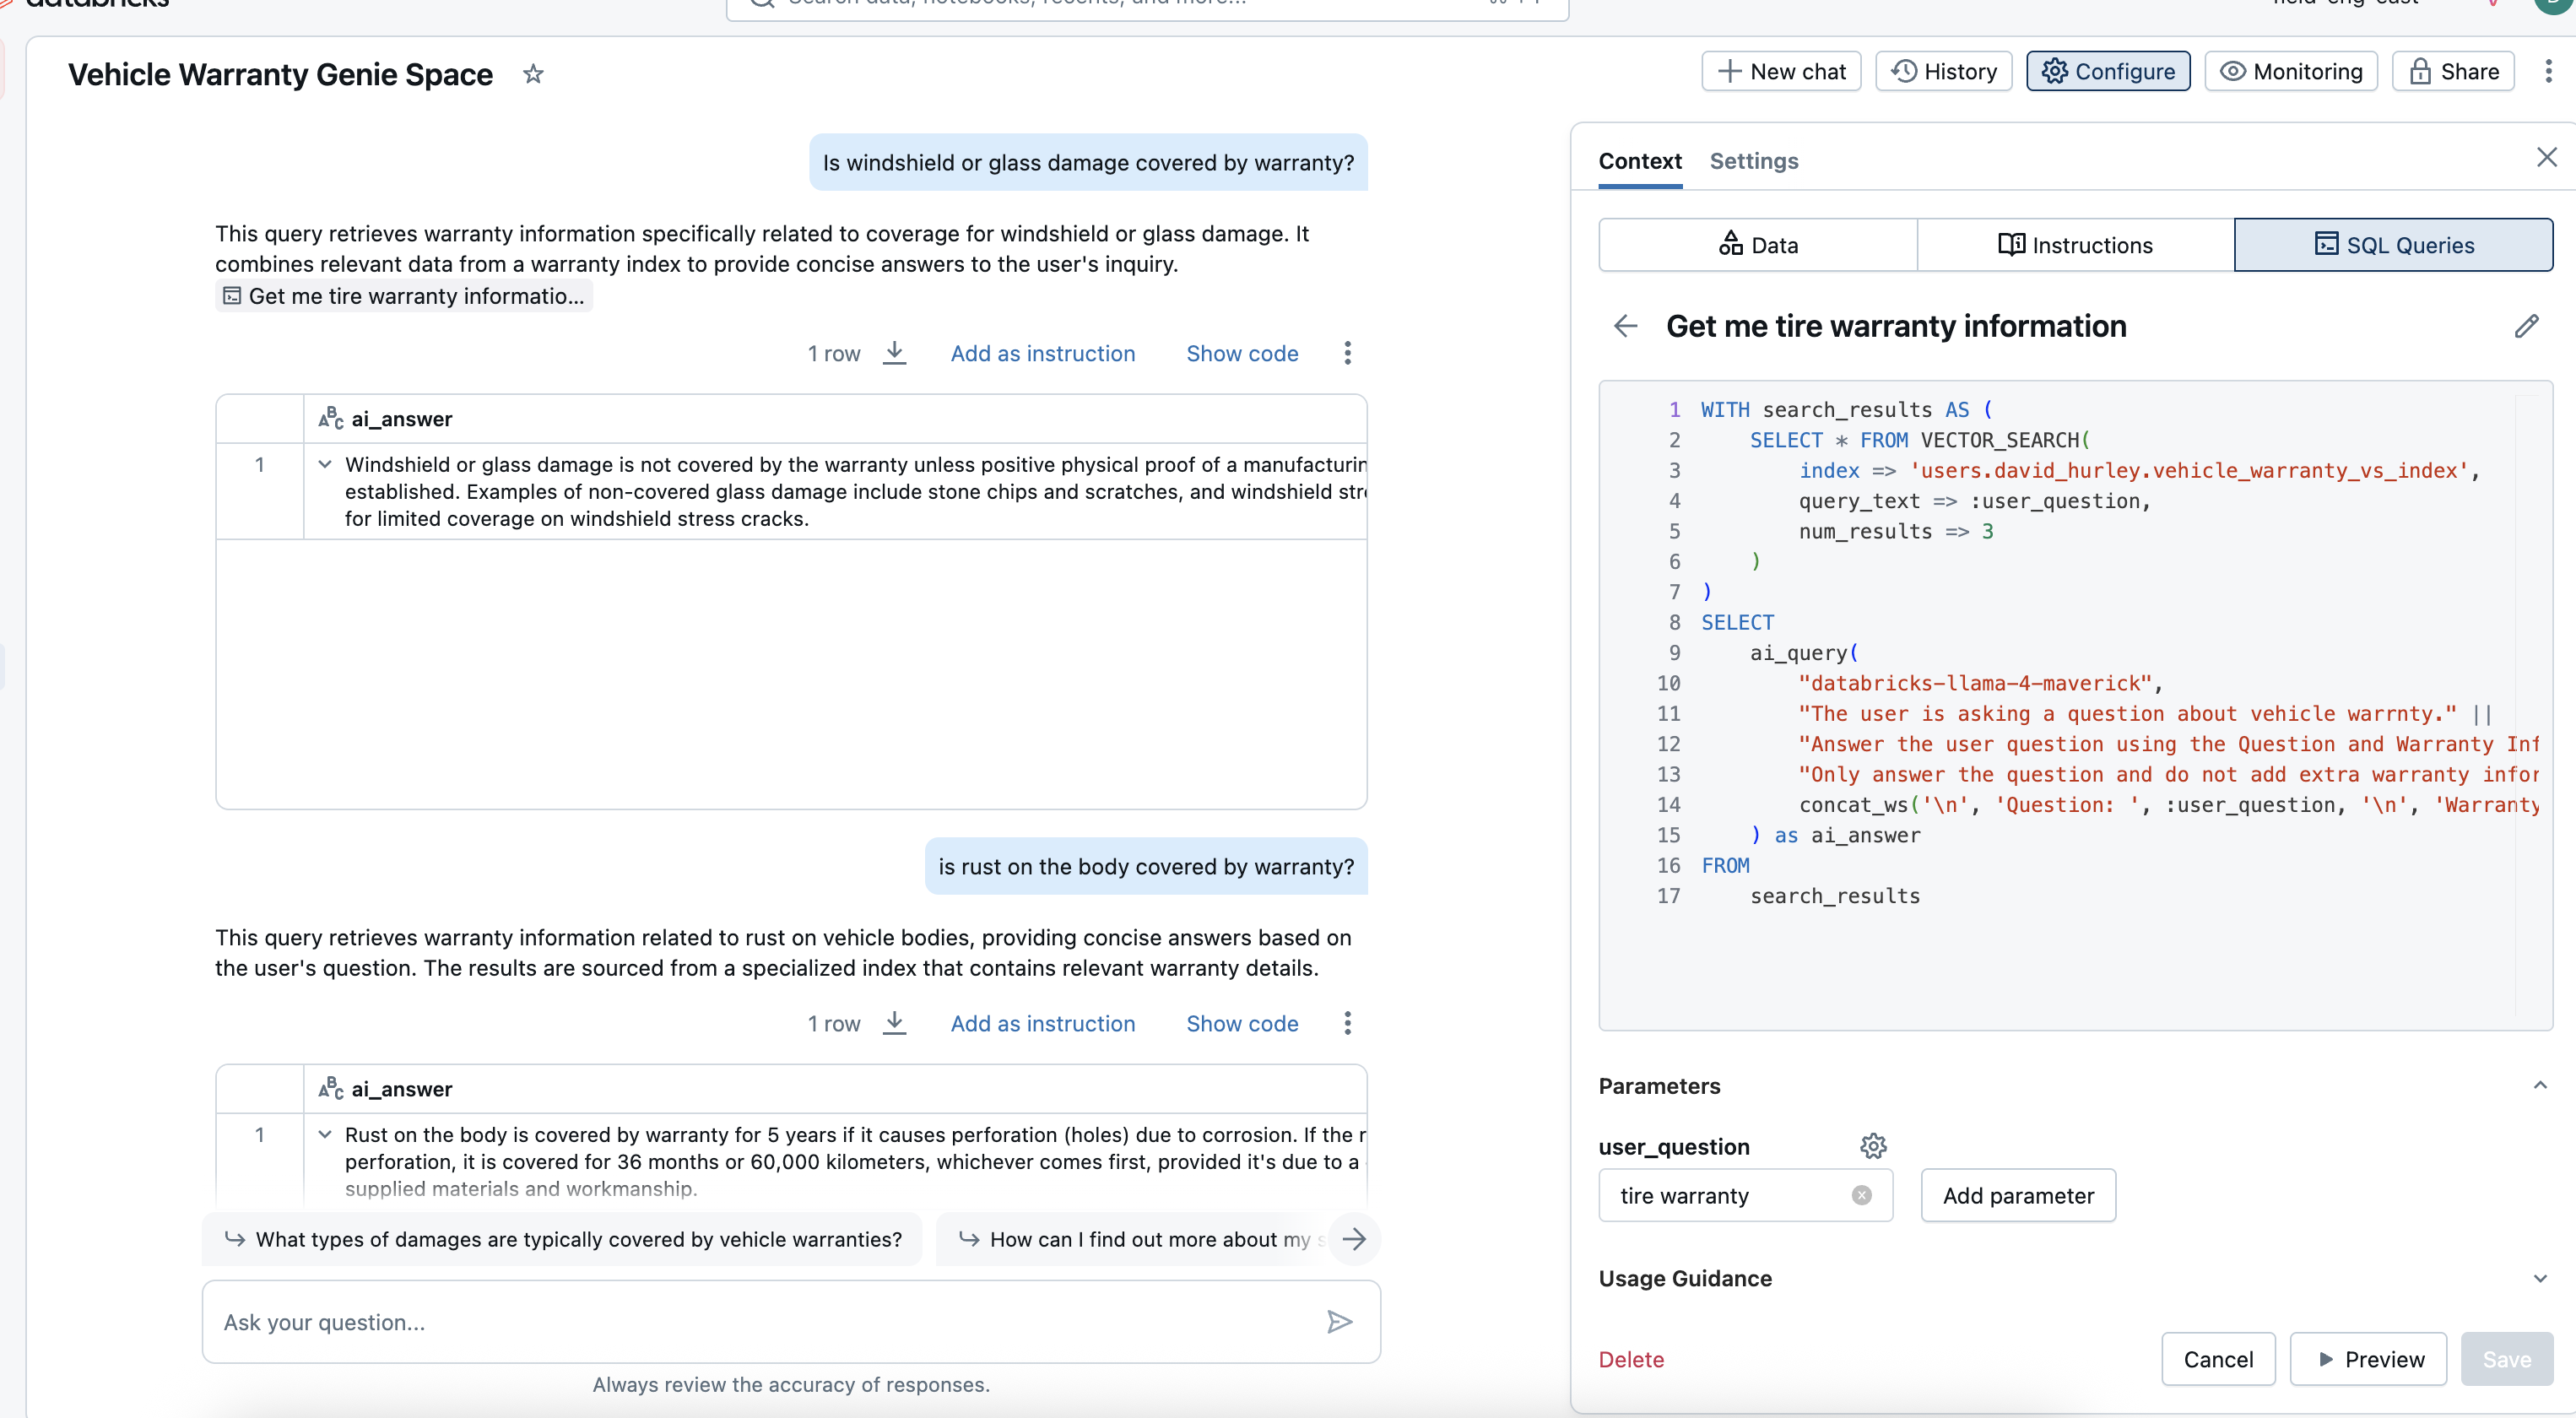 databricks
Search data, notebooks, recents, and more...
Vehicle Warranty Genie Space
New chat
History
Configure
Monitoring
Share
Is windshield or glass damage covered by warranty?
This query retrieves warranty information specifically related to coverage for windshield or glass damage. It
combines relevant data from a warranty index to provide concise answers to the user's inquiry.
Get me tire warranty informatio...
1 row
Add as instruction
Show code
ai_answer
1
Windshield or glass damage is not covered by the warranty unless positive physical proof of a manufacturin
established. Examples of non-covered glass damage include stone chips and scratches, and windshield str
for limited coverage on windshield stress cracks.
is rust on the body covered by warranty?
This query retrieves warranty information related to rust on vehicle bodies, providing concise answers based on
the user's question. The results are sourced from a specialized index that contains relevant warranty details.
1 row
Add as instruction
Show code
ai_answer
1
Rust on the body is covered by warranty for 5 years if it causes perforation (holes) due to corrosion. If the r
perforation, it is covered for 36 months or 60,000 kilometers, whichever comes first, provided it's due to a
supplied materials and workmanship.
What types of damages are typically covered by vehicle warranties?
How can I find out more about my s
Ask your question...
Always review the accuracy of responses.
Context
Settings
Data
Instructions
SQL Queries
Get me tire warranty information
1 WITH search_results AS (
2 SELECT * FROM VECTOR_SEARCH(
3 index => 'users.david_hurley.vehicle_warranty_vs_index',
4 query_text => :user_question,
5 num_results => 3
6 )
7 )
8 SELECT
9 ai_query(
10 "databricks-llama-4-maverick",
11 "The user is asking a question about vehicle warrnty." ||
12 "Answer the user question using the Question and Warranty Inf
13 "Only answer the question and do not add extra warranty infor
14 concat_ws('\n', 'Question: ', :user_question, '\n', 'Warranty
15 ) as ai_answer
16 FROM
17 search_results
Parameters
user_question
tire warranty
Add parameter
Usage Guidance
Delete
Cancel
Preview
Save